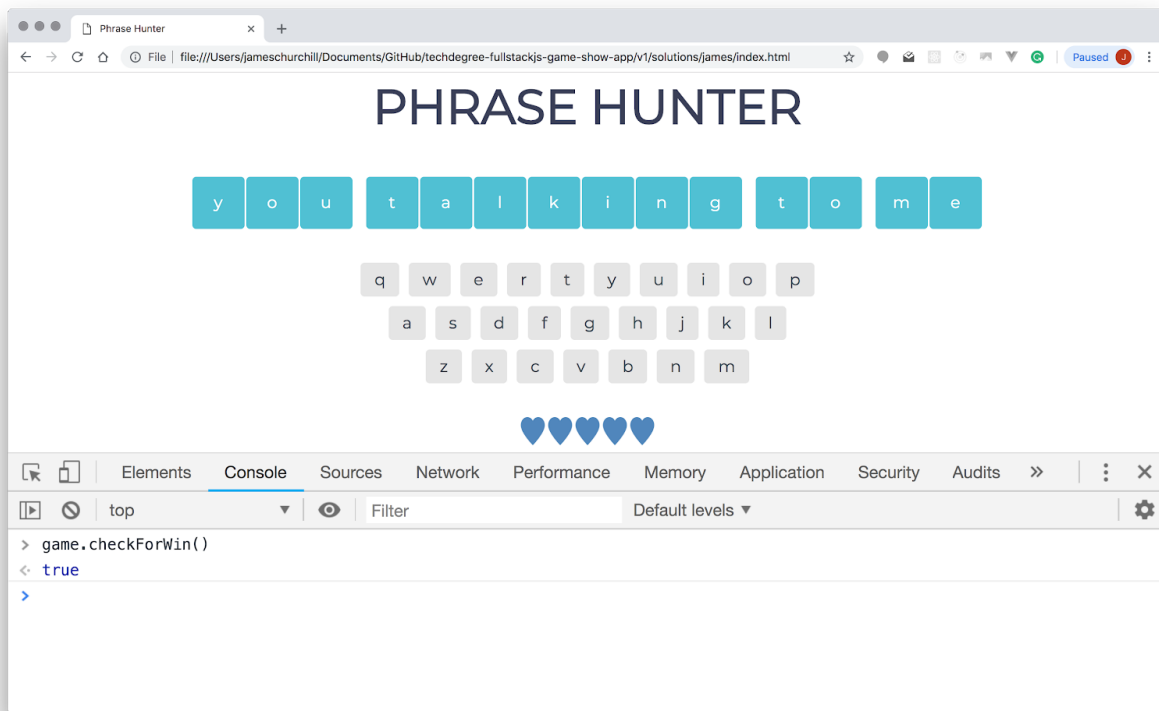 Phrase Hunter
File file:///Users/jameschurchill/Documents/GitHub/techdegree-fullstackjs-game-show-app/v1/solutions/james/index.html Paused J
PHRASE HUNTER
y o u t a l k i n g t o m e
q w e r t y u i o p
a s d f g h j k l
z x c v b n m
Elements Console Sources Network Performance Memory Application Security Audits
top Filter Default levels
game.checkForWin()
true